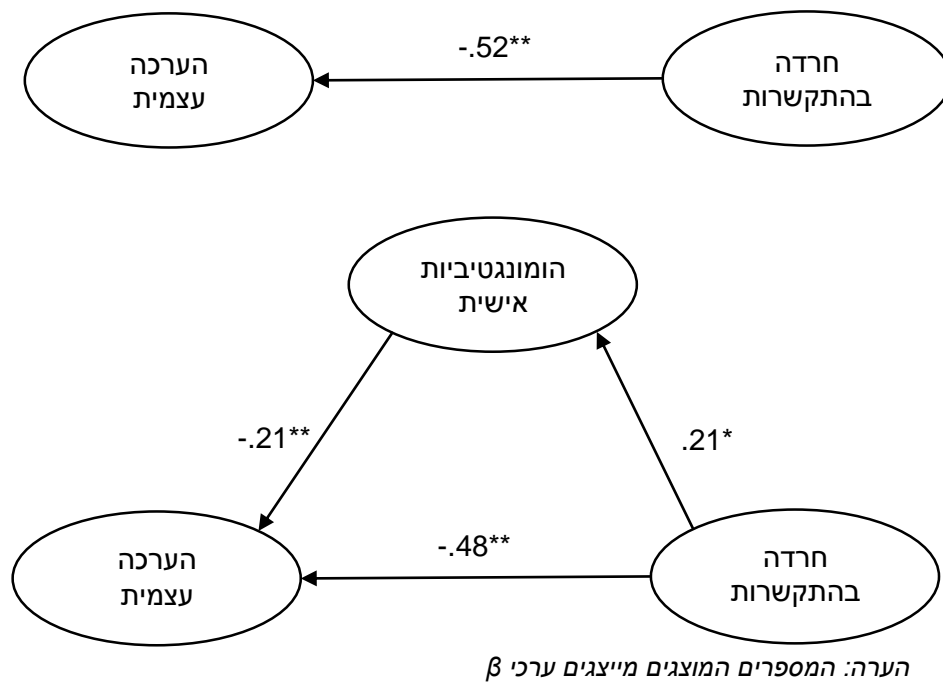 -.52**
חרדה
בהתקשרות
הערכה
עצמית
הומונגטיביות
אישית
-.21**
.21*
-.48**
חרדה
בהתקשרות
הערכה
עצמית
הערה: המספרים המוצגים מייצגים ערכי β